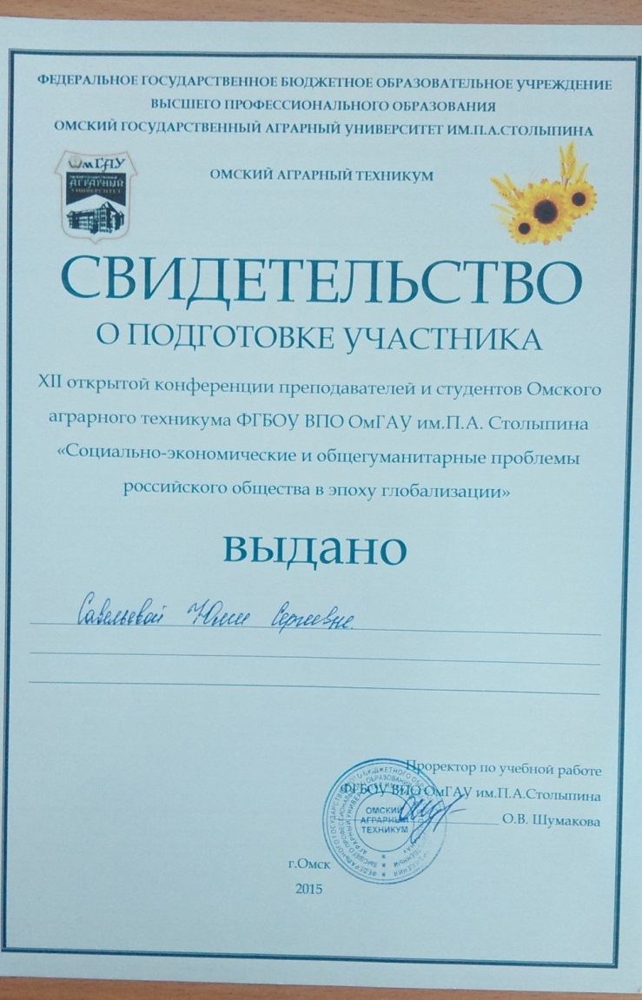 ФЕДЕРАЛЬНОЕ ГОСУДАРСТВЕННОЕ БЮДЖЕТНОЕ ОБРАЗОВАТЕЛЬНОЕ УЧРЕЖДЕНИЕ
ВЫСШЕГО ПРОФЕССИОНАЛЬНОГО ОБРАЗОВАНИЯ
ОМСКИЙ ГОСУДАРСТВЕННЫЙ АГРАРНЫЙ УНИВЕРСИТЕТ ИМ.П.А.СТОЛЫПИНА
ОмГАУ
АГРАРНЫЙ
УНИВЕРСИТЕТ
ОМСКИЙ АГРАРНЫЙ ТЕХНИКУМ
СВИДЕТЕЛЬСТВО
О ПОДГОТОВКЕ УЧАСТНИКА
XII открытой конференции преподавателей и студентов Омского
аграрного техникума ФГБОУ ВПО ОмГАУ им.П.А. Столыпина
«Социально-экономические и общегуманитарные проблемы
российского общества в эпоху глобализации»
выдано
Савельевой Юлии Сергеевне
Проректор по учебной работе
ФГБОУ ВПО ОмГАУ им.П.А.Столыпина
О.В. Шумакова
ОМСКИЙ
АГРАРНЫЙ
ТЕХНИКУМ
г.Омск
2015